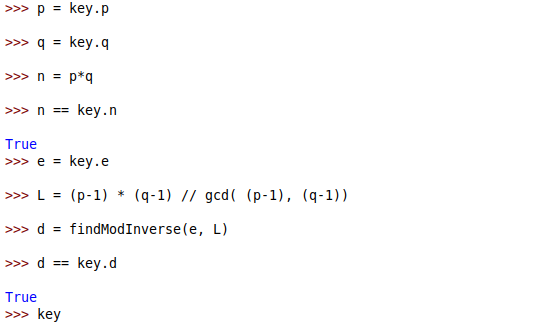 >>> p = key.p
>>> q = key.q
>>> n = p*q
>>> n == key.n
True
>>> e = key.e
>>> L = (p-1) * (q-1) // gcd( (p-1), (q-1))
>>> d = findModInverse(e, L)
>>> d == key.d
True
>>> key